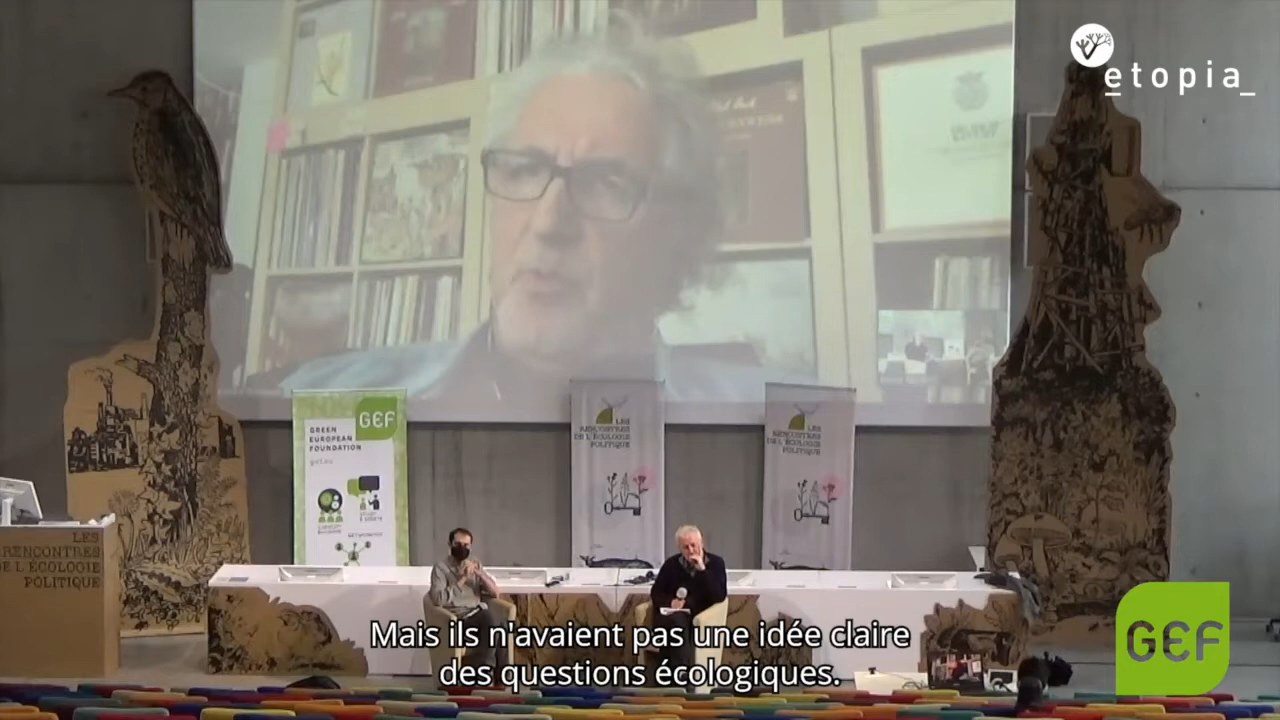 etopia_
GEF
GREEN
EUROPEAN
FOUNDATION
gef.eu
LES
RENCONTRES
DE L'ÉCOLOGIE
POLITIQUE
LES
RENCONTRES
DE L'ÉCOLOGIE
POLITIQUE
LES
RENCONTRES
DE L'ÉCOLOGIE
POLITIQUE
Mais ils n'avaient pas une idée claire
des questions écologiques.
GEF